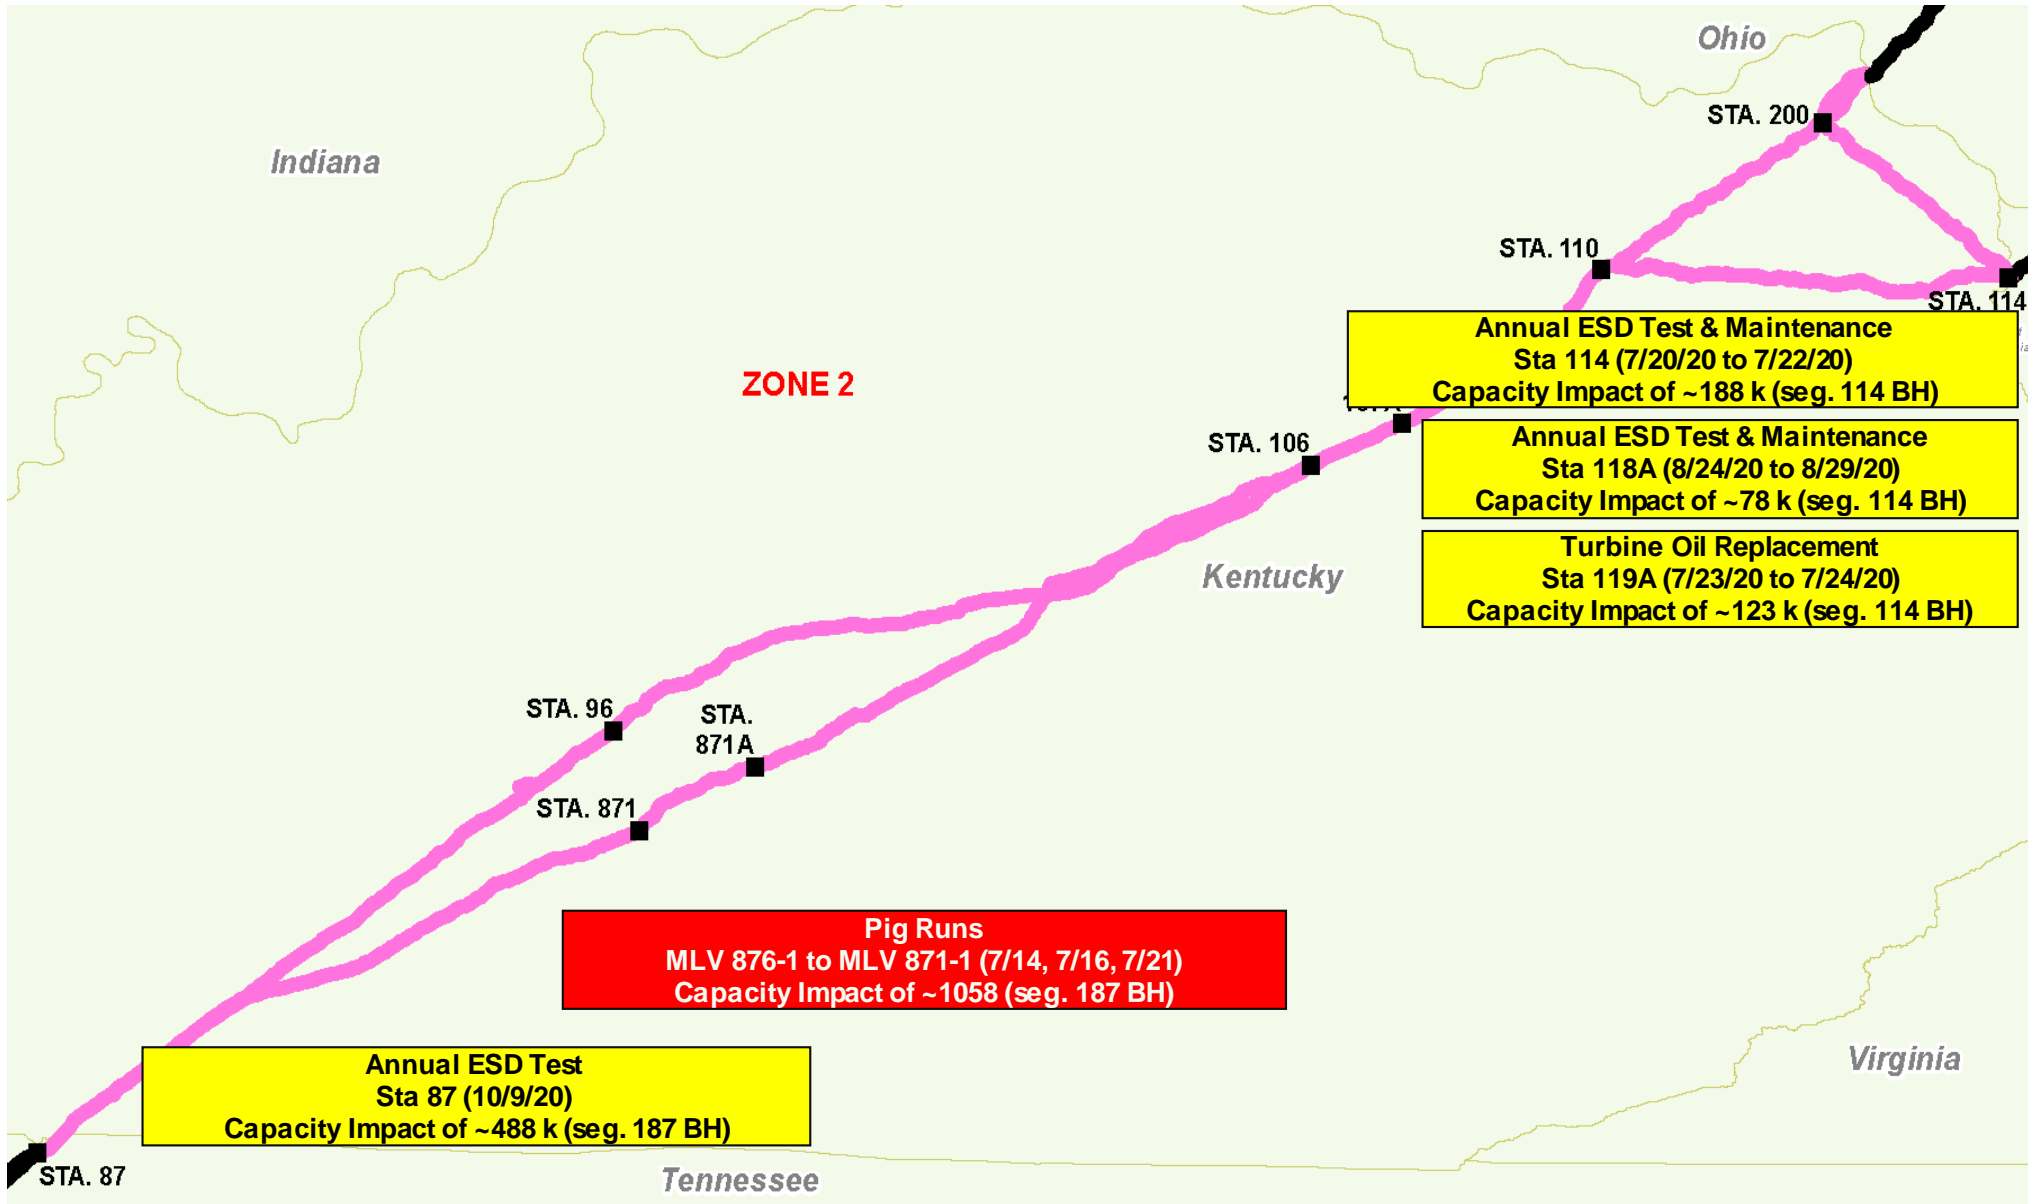 Ohio
STA. 200
Indiana
STA. 110
STA. 114
Annual ESD Test & Maintenance
Sta 114 (7/20/20 to 7/22/20)
Capacity Impact of ~188 k (seg. 114 BH)
ZONE 2
STA. 106
Annual ESD Test & Maintenance
Sta 118A (8/24/20 to 8/29/20)
Capacity Impact of ~78 k (seg. 114 BH)
Turbine Oil Replacement
Sta 119A (7/23/20 to 7/24/20)
Capacity Impact of ~123 k (seg. 114 BH)
Kentucky
STA. 96
STA.
871A
STA. 871
Pig Runs
MLV 876-1 to MLV 871-1 (7/14, 7/16, 7/21)
Capacity Impact of ~1058 (seg. 187 BH)
Annual ESD Test
Sta 87 (10/9/20)
Capacity Impact of ~488 k (seg. 187 BH)
Virginia
STA. 87
Tennessee